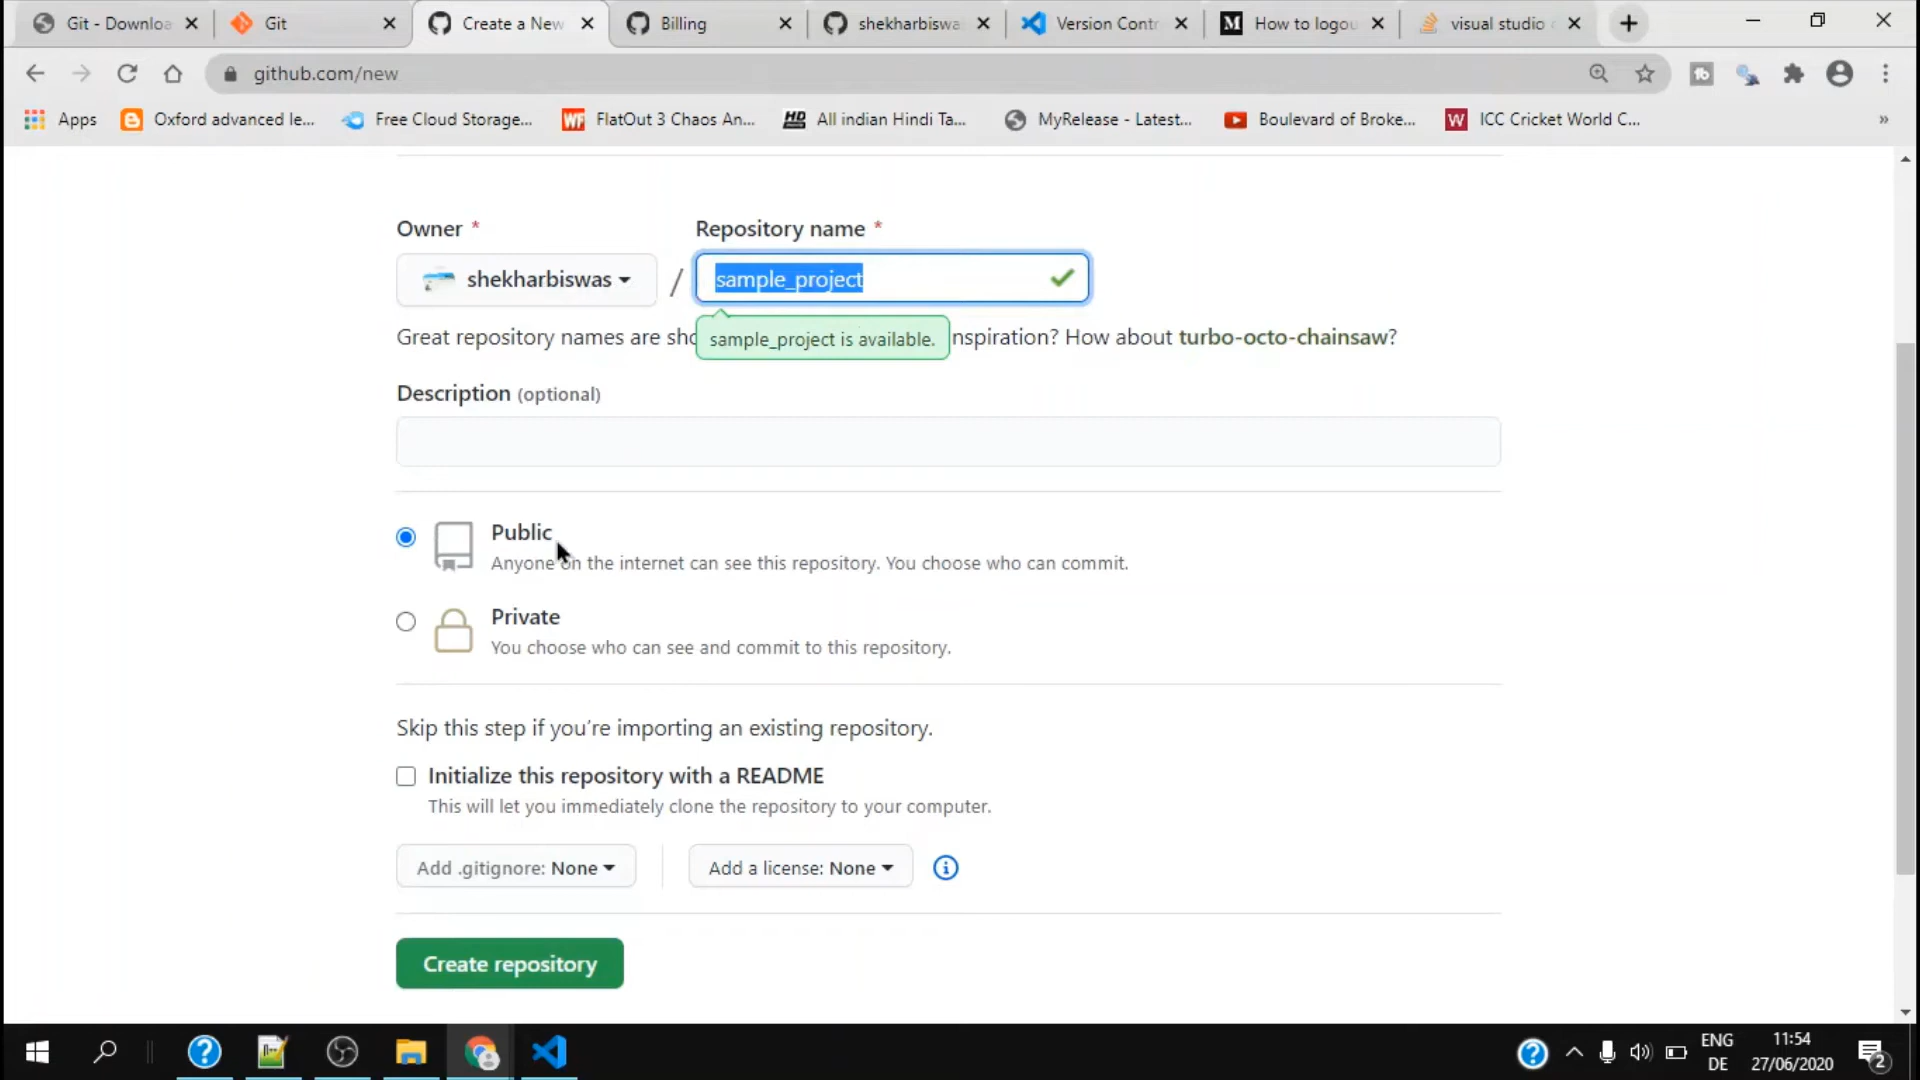 Git - Downloa
Git
Create a New
Billing
shekharbiswa
Version Contr
How to logou
visual studio
github.com/new
Apps
Oxford advanced le...
Free Cloud Storage...
FlatOut 3 Chaos An...
All indian Hindi Ta...
MyRelease - Latest...
Boulevard of Broke...
ICC Cricket World C...
Owner *
Repository name *
shekharbiswas
/
sample_project
Great repository names are sho
sample_project is available.
nspiration? How about turbo-octo-chainsaw?
Description (optional)
Public
Anyone on the internet can see this repository. You choose who can commit.
Private
You choose who can see and commit to this repository.
Skip this step if you’re importing an existing repository.
Initialize this repository with a README
This will let you immediately clone the repository to your computer.
Add .gitignore: None
Add a license: None
Create repository
ENG
DE
11:54
27/06/2020
2